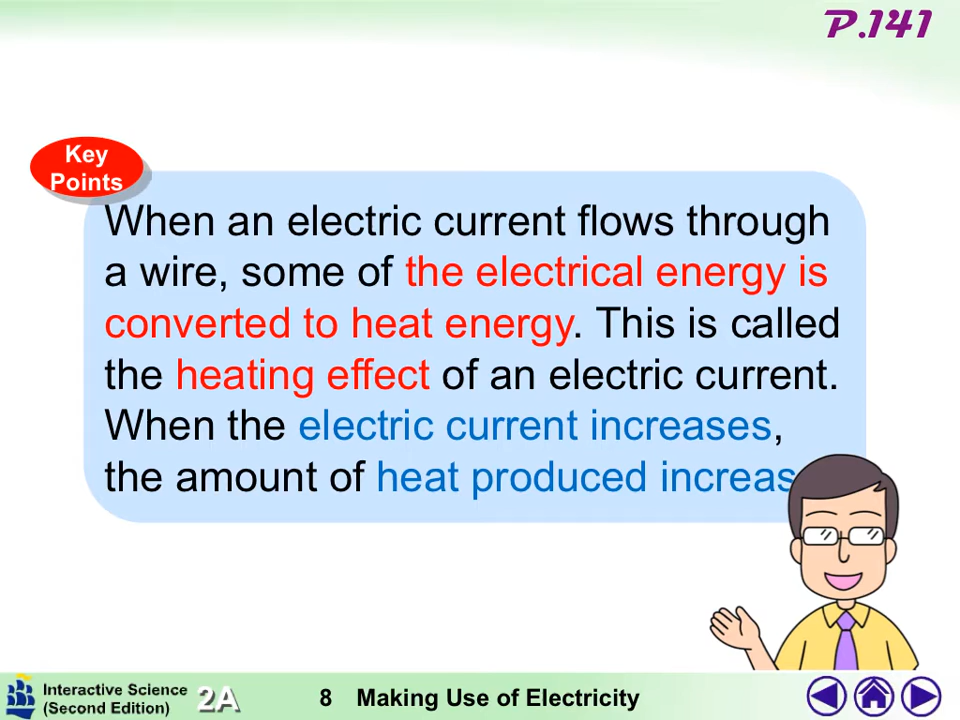 P.141
Key
Points
When an electric current flows through
a wire, some of the electrical energy is
converted to heat energy. This is called
the heating effect of an electric current.
When the electric current increases,
the amount of heat produced increas
Interactive Science
(Second Edition)
2A
8 Making Use of Electricity